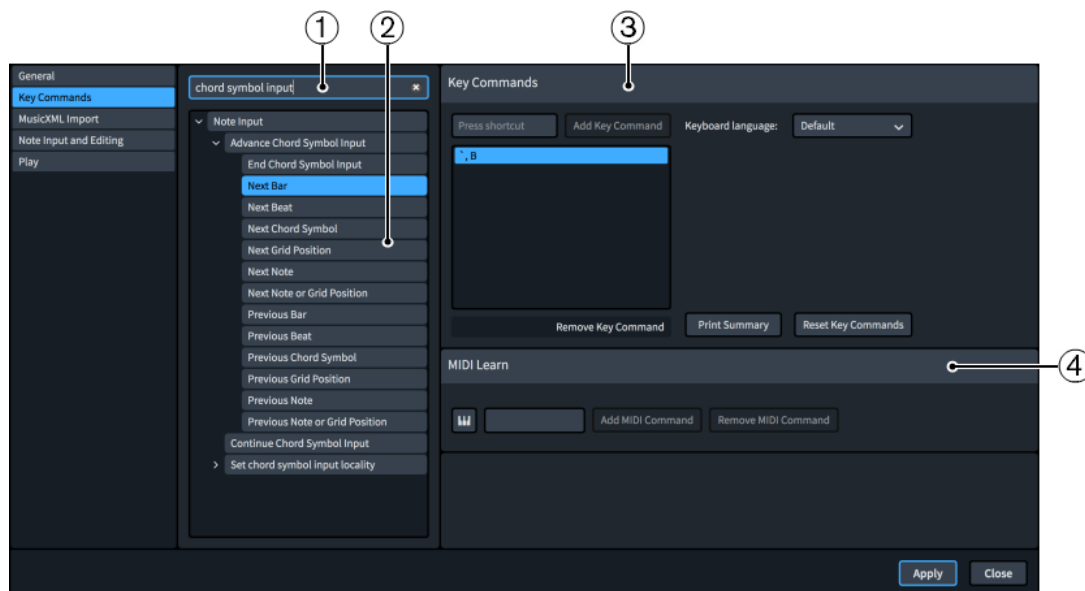 ① ② ③
General
Key Commands
MusicXML Import
Note Input and Editing
Play
chord symbol input
Note Input
Advance Chord Symbol Input
End Chord Symbol Input
Next Bar
Next Beat
Next Chord Symbol
Next Grid Position
Next Note
Next Note or Grid Position
Previous Bar
Previous Beat
Previous Chord Symbol
Previous Grid Position
Previous Note
Previous Note or Grid Position
Continue Chord Symbol Input
Set chord symbol input locality
Key Commands
Press shortcut Add Key Command Keyboard language: Default
`, B
Remove Key Command Print Summary Reset Key Commands
MIDI Learn
④
Add MIDI Command Remove MIDI Command
Apply Close